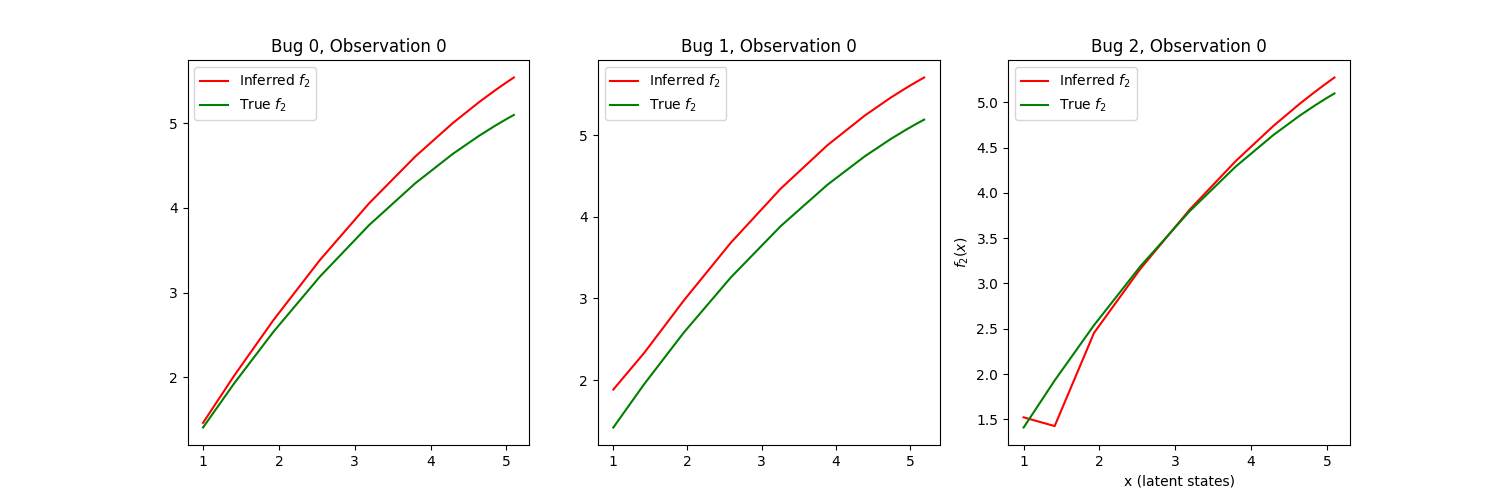 Bug 0, Observation 0
Inferred f₂
True f₂
5
4
3
2
1 2 3 4 5
Bug 1, Observation 0
Inferred f₂
True f₂
5
4
3
2
1 2 3 4 5
Bug 2, Observation 0
Inferred f₂
True f₂
5.0
4.5
4.0
3.5
3.0
2.5
2.0
1.5
f₂(x)
1 2 3 4 5
x (latent states)